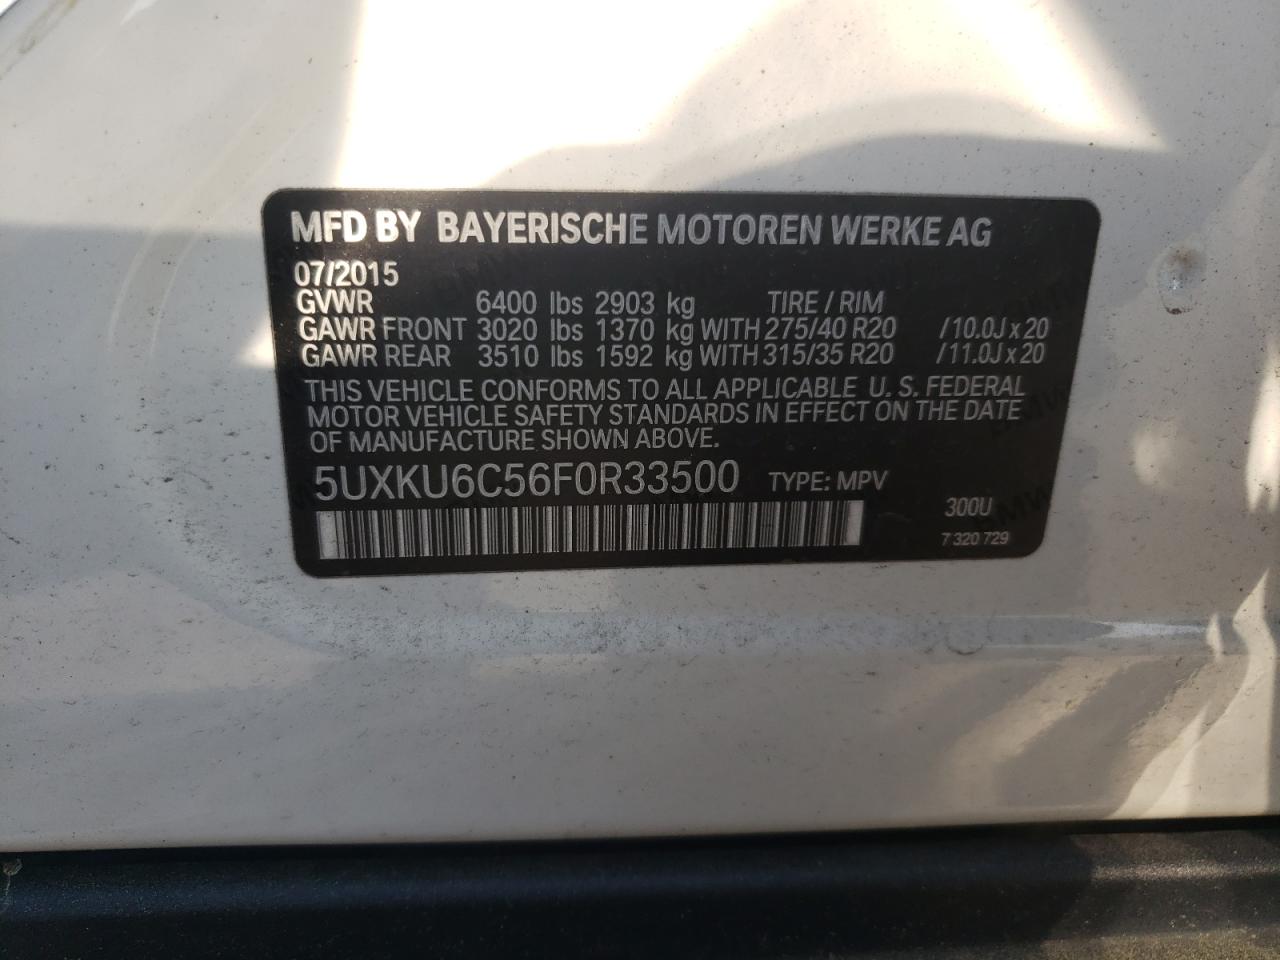 MFD BY BAYERISCHE MOTOREN WERKE AG
07/2015
GVWR 6400 lbs 2903 kg TIRE / RIM
GAWR FRONT 3020 lbs 1370 kg WITH 275/40 R20 /10.0J x 20
GAWR REAR 3510 lbs 1592 kg WITH 315/35 R20 /11.0J x 20
THIS VEHICLE CONFORMS TO ALL APPLICABLE U. S. FEDERAL
MOTOR VEHICLE SAFETY STANDARDS IN EFFECT ON THE DATE
OF MANUFACTURE SHOWN ABOVE.
5UXKU6C56F0R33500 TYPE: MPV
300U
7 320 729